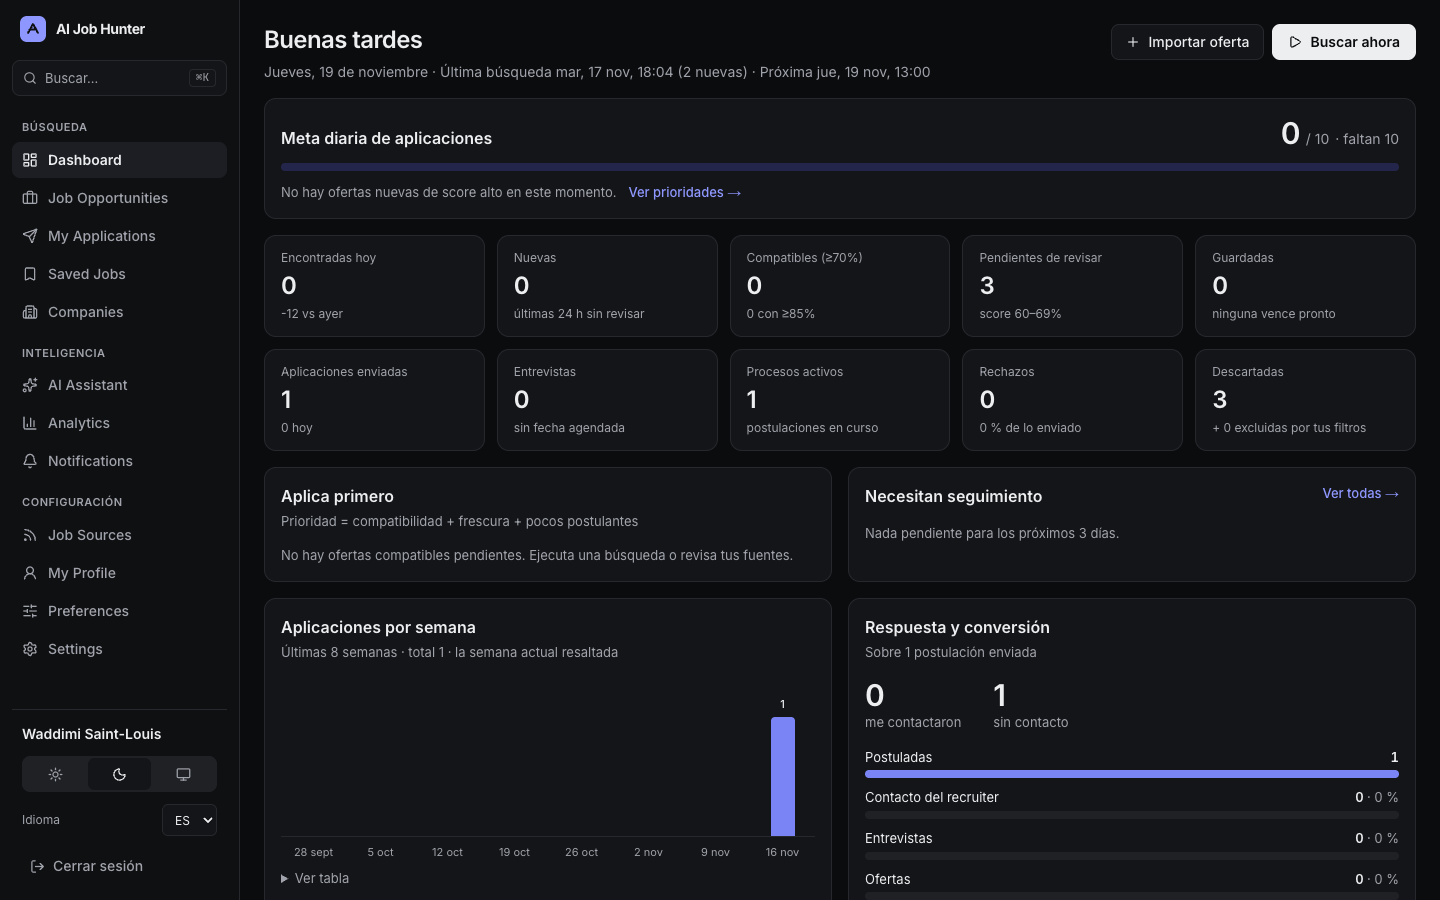 AI Job Hunter
Buscar...
⌘K
BÚSQUEDA
Dashboard
Job Opportunities
My Applications
Saved Jobs
Companies
INTELIGENCIA
AI Assistant
Analytics
Notifications
CONFIGURACIÓN
Job Sources
My Profile
Preferences
Settings
Waddimi Saint-Louis
Idioma
ES
Cerrar sesión
Buenas tardes
Jueves, 19 de noviembre · Última búsqueda mar, 17 nov, 18:04 (2 nuevas) · Próxima jue, 19 nov, 13:00
Importar oferta
Buscar ahora
Meta diaria de aplicaciones
0 / 10 · faltan 10
No hay ofertas nuevas de score alto en este momento. Ver prioridades →
Encontradas hoy
0
-12 vs ayer
Nuevas
0
últimas 24 h sin revisar
Compatibles (≥70%)
0
0 con ≥85%
Pendientes de revisar
3
score 60–69%
Guardadas
0
ninguna vence pronto
Aplicaciones enviadas
1
0 hoy
Entrevistas
0
sin fecha agendada
Procesos activos
1
postulaciones en curso
Rechazos
0
0 % de lo enviado
Descartadas
3
+ 0 excluidas por tus filtros
Aplica primero
Prioridad = compatibilidad + frescura + pocos postulantes
No hay ofertas compatibles pendientes. Ejecuta una búsqueda o revisa tus fuentes.
Necesitan seguimiento
Ver todas →
Nada pendiente para los próximos 3 días.
Aplicaciones por semana
Últimas 8 semanas · total 1 · la semana actual resaltada
1
28 sept 5 oct 12 oct 19 oct 26 oct 2 nov 9 nov 16 nov
▶ Ver tabla
Respuesta y conversión
Sobre 1 postulación enviada
0
me contactaron
1
sin contacto
Postuladas 1
Contacto del recruiter 0 · 0 %
Entrevistas 0 · 0 %
Ofertas 0 · 0 %